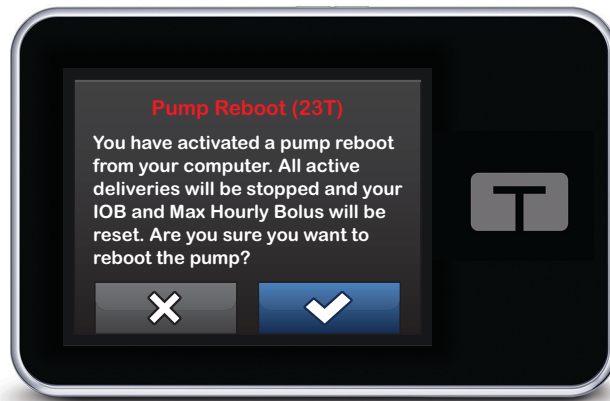 Pump Reboot (23T)
You have activated a pump reboot
from your computer. All active
deliveries will be stopped and your
IOB and Max Hourly Bolus will be
reset. Are you sure you want to
reboot the pump?
T